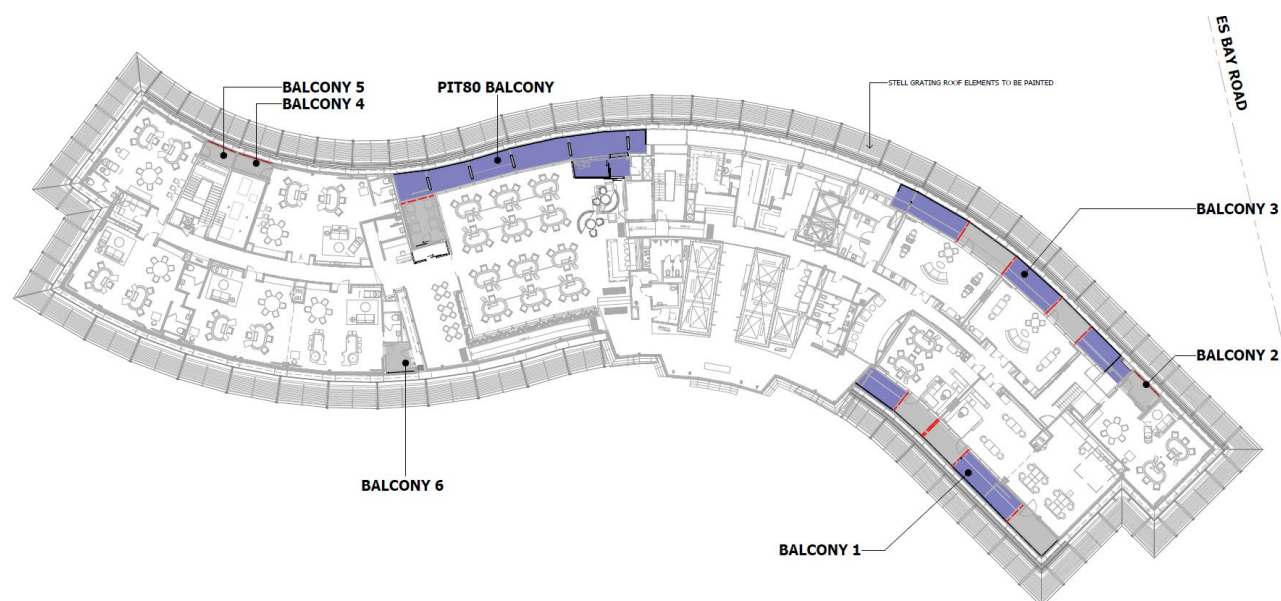 ES BAY ROAD
BALCONY 5
BALCONY 4
PIT80 BALCONY
STELL GRATING ROOF ELEMENTS TO BE PAINTED
BALCONY 3
BALCONY 2
BALCONY 6
BALCONY 1